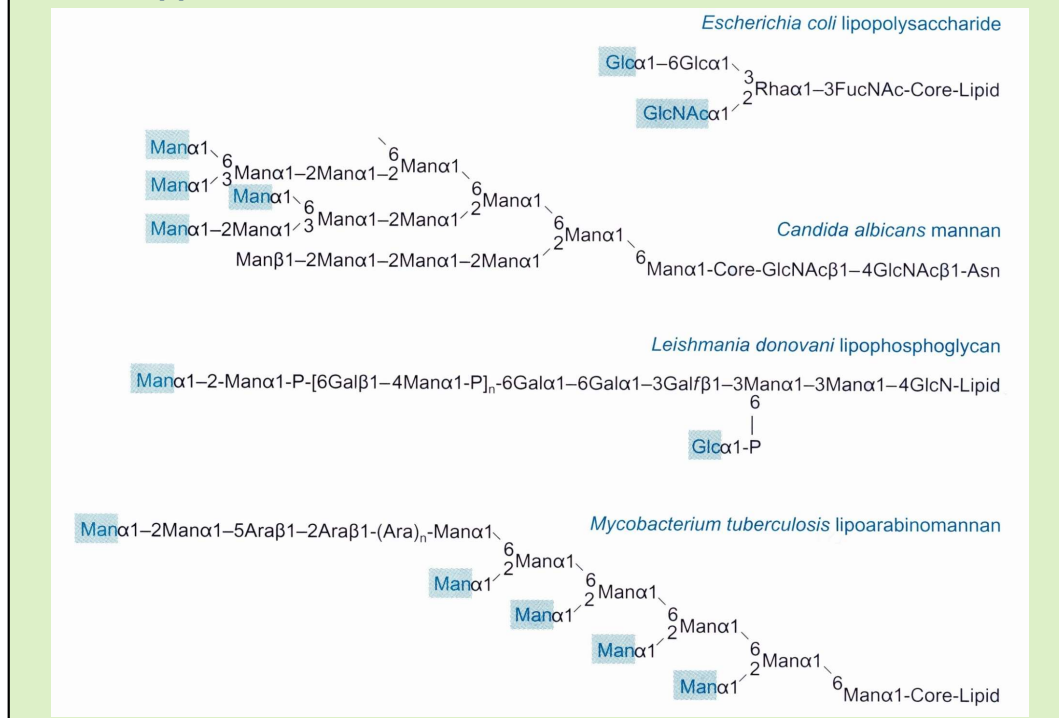 Escherichia coli lipopolysaccharide
Glcα1–6Glcα1
3
Rhaα1–3FucNAc-Core-Lipid
2
GlcNAcα1
Manα1
6
Manα1–2Manα1–2
6
Manα1
3
Manα1
Manα1
6
Manα1–2Manα1
6
2
Manα1
3
Manα1–2Manα1
6
2
Manα1
Candida albicans mannan
Manβ1–2Manα1–2Manα1–2Manα1
6
Manα1-Core-GlcNAcβ1–4GlcNAcβ1-Asn
Leishmania donovani lipophosphoglycan
Manα1–2-Manα1-P-[6Galβ1–4Manα1-P]n-6Galα1–6Galα1–3Galfβ1–3Manα1–3Manα1–4GlcN-Lipid
6
Glcα1-P
Mycobacterium tuberculosis lipoarabinomannan
Manα1–2Manα1–5Araβ1–2Araβ1-(Ara)n-Manα1
6
2
Manα1
Manα1
6
2
Manα1
Manα1
6
2
Manα1
Manα1
6
2
Manα1
Manα1
6
Manα1-Core-Lipid